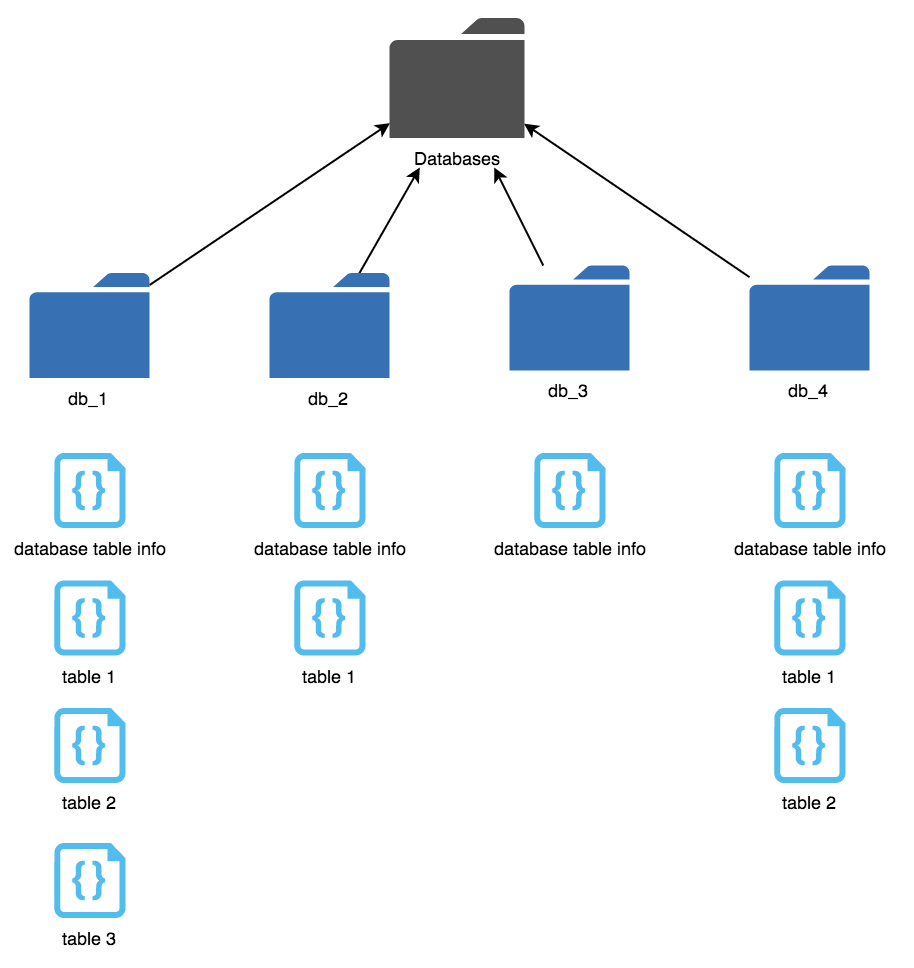 Databases
db_1
db_2
db_3
db_4
database table info
database table info
database table info
database table info
table 1
table 1
table 1
table 2
table 2
table 3